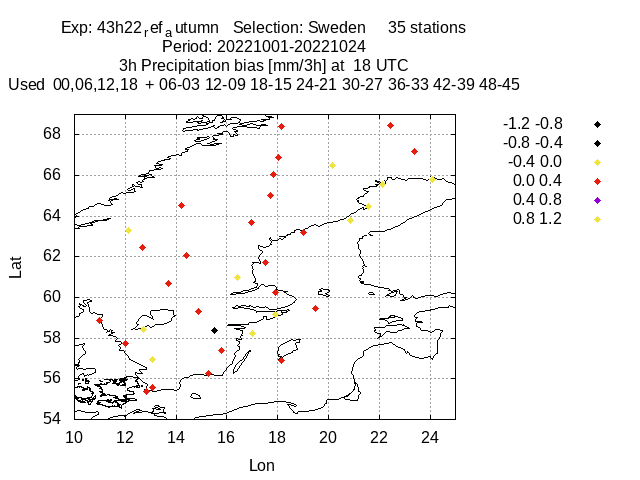 Exp: 43h22refautumn Selection: Sweden 35 stations
Period: 20221001-20221024
3h Precipitation bias [mm/3h] at 18 UTC
Used 00,06,12,18 + 06-03 12-09 18-15 24-21 30-27 36-33 42-39 48-45
-1.2 -0.8
-0.8 -0.4
-0.4 0.0
0.0 0.4
0.4 0.8
0.8 1.2
68
66
64
62
60
58
56
54
Lat
10 12 14 16 18 20 22 24
Lon